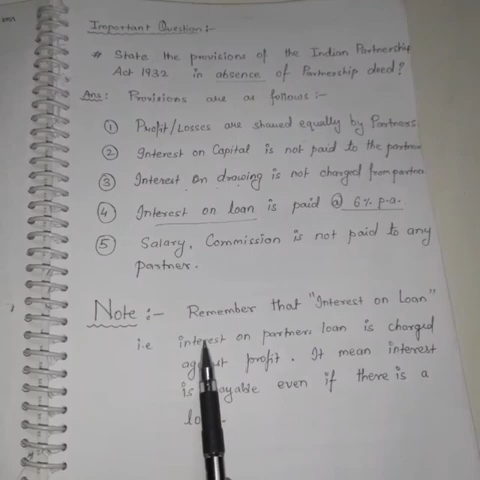 Important Question:-
# State the provisions of the Indian Partnership
Act 1932 in absence of Partnership deed?
Ans: Provisions are as follows:-
① Profit/Losses are shared equally by Partners
② Interest on Capital is not paid to the partner
③ Interest on drawing is not charged from partne
④ Interest on loan is paid @ 6% p.a.
⑤ Salary, Commission is not paid to any
partner.
Note :- Remember that "Interest on Loan"
i.e interest on partners loan is charged
profit. It mean interest
is even if there is a